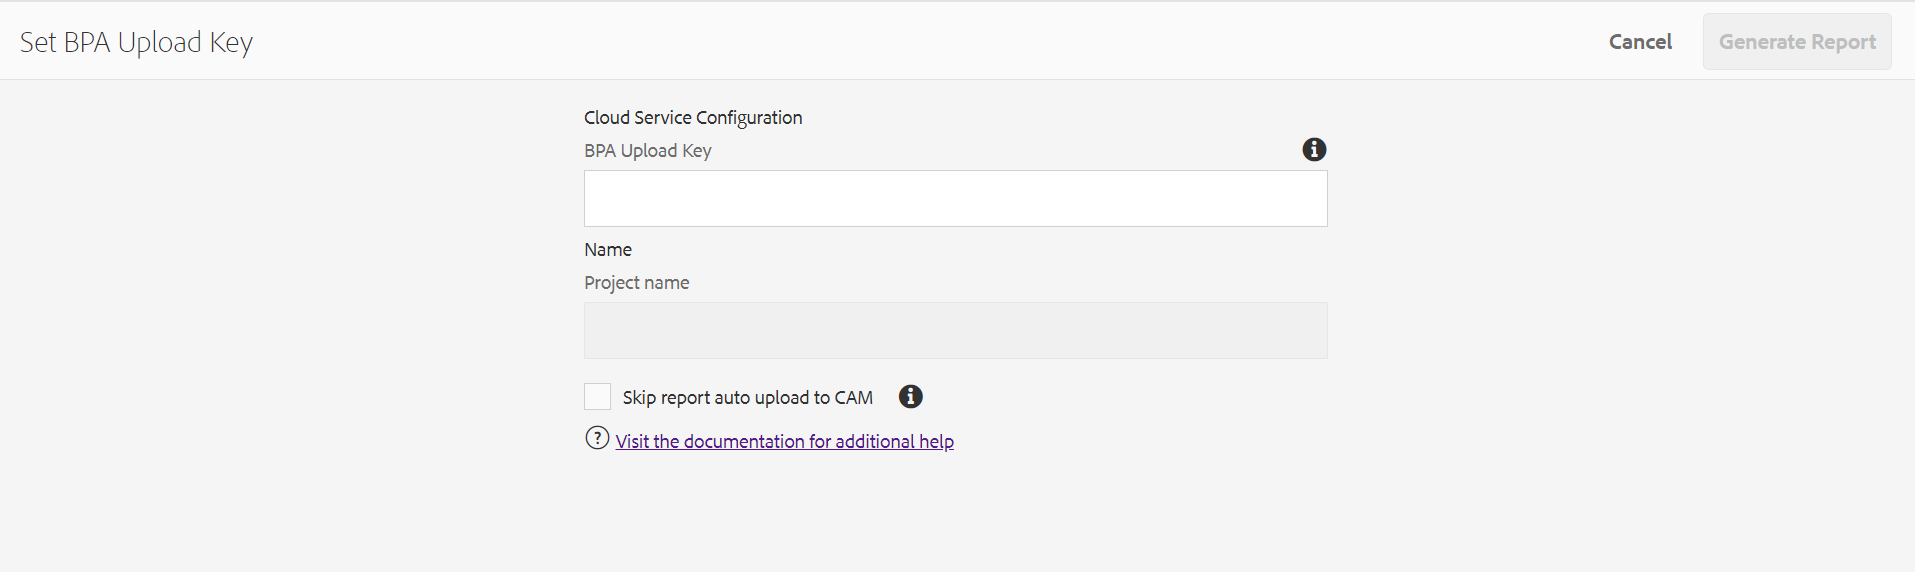 Set BPA Upload Key
Cancel
Generate Report
Cloud Service Configuration
BPA Upload Key
Name
Project name
Skip report auto upload to CAM
Visit the documentation for additional help